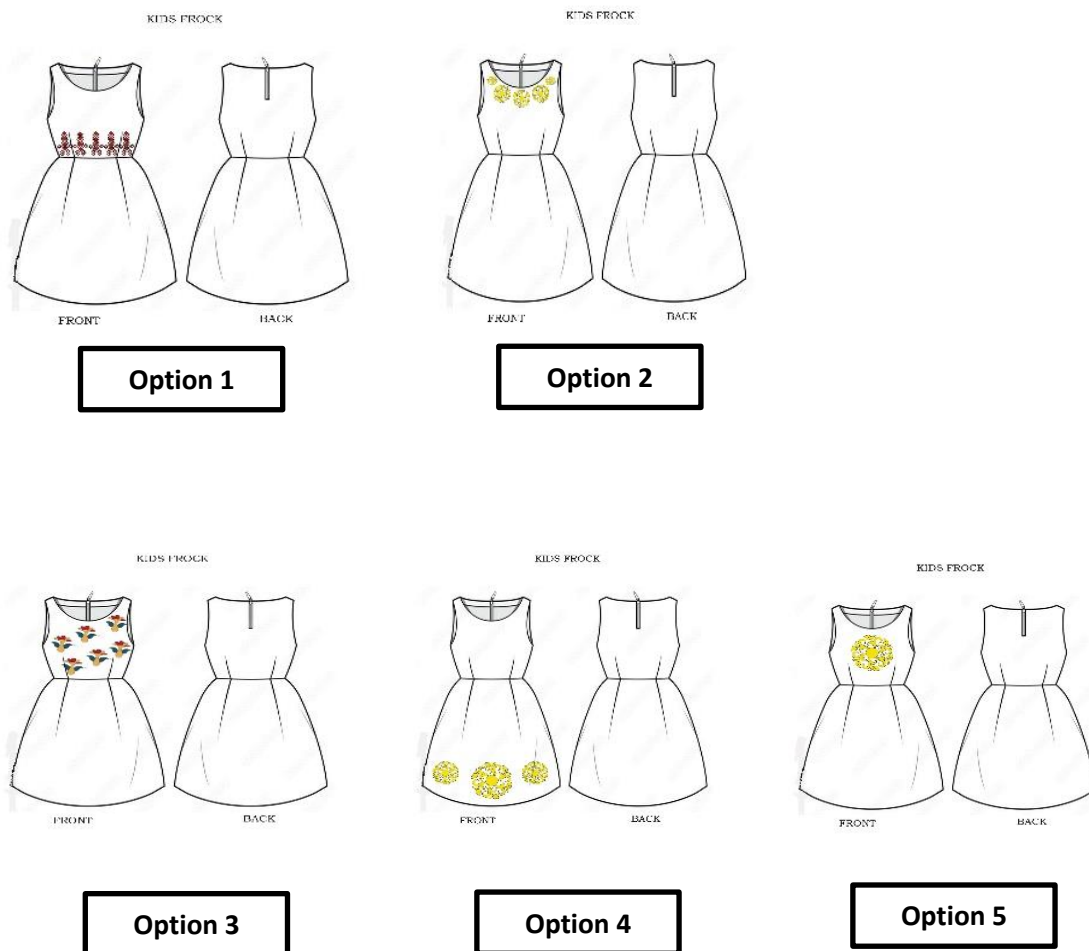 KIDS FROCK
KIDS FROCK
FRONT
BACK
FRONT
BACK
Option 1
Option 2
KIDS FROCK
KIDS FROCK
KIDS FROCK
FRONT
BACK
FRONT
BACK
FRONT
BACK
Option 3
Option 4
Option 5